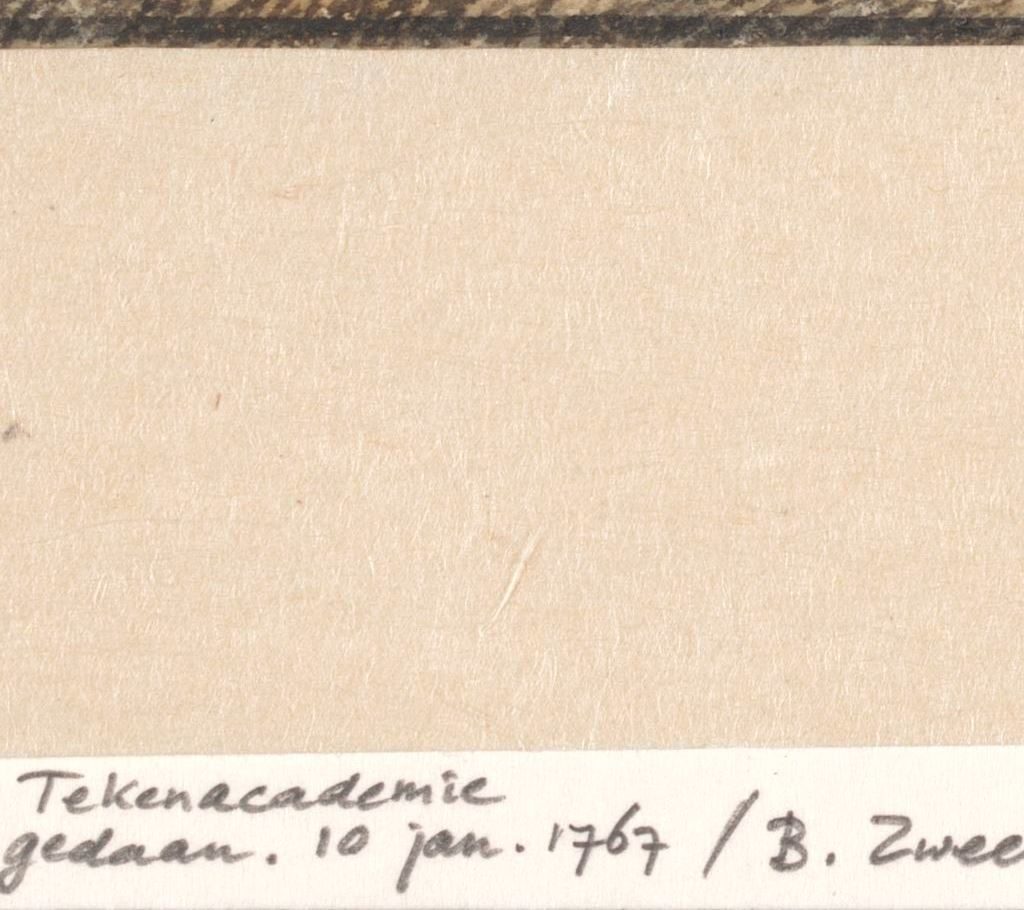 Tekenacademie
gedaan. 10 jan. 1767 / B. Zwee